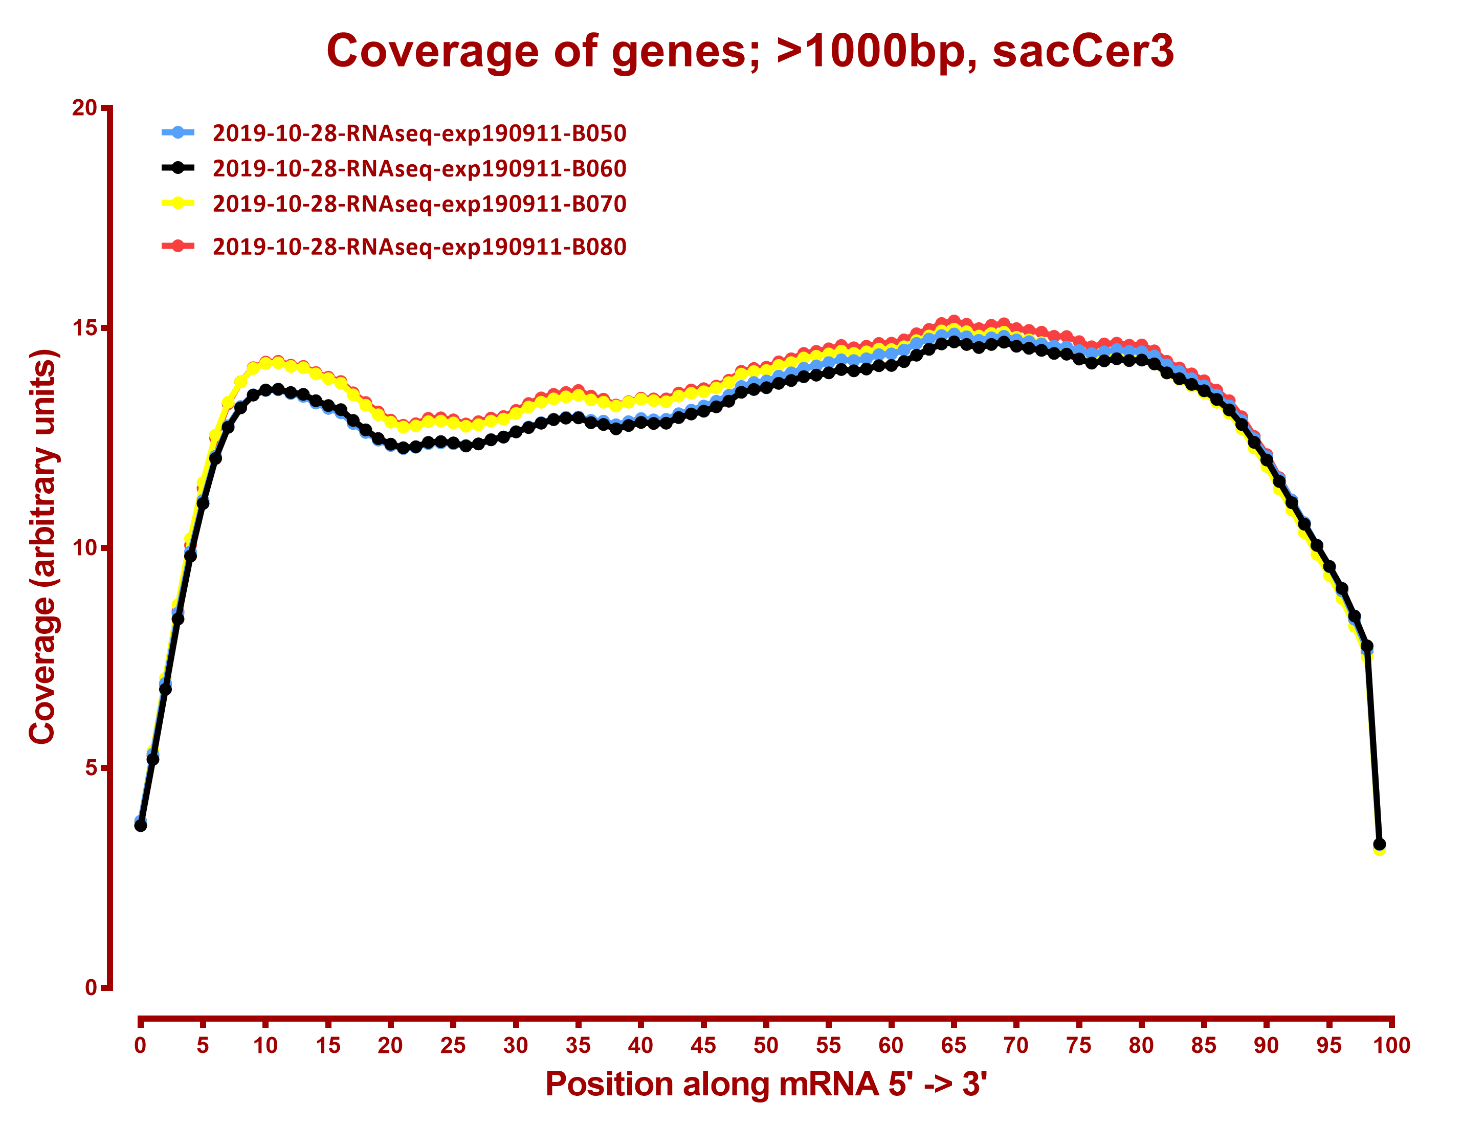 Coverage of genes; >1000bp, sacCer3
2019-10-28-RNAseq-exp190911-B050
2019-10-28-RNAseq-exp190911-B060
2019-10-28-RNAseq-exp190911-B070
2019-10-28-RNAseq-exp190911-B080
Coverage (arbitrary units)
20
15
10
5
0
0 5 10 15 20 25 30 35 40 45 50 55 60 65 70 75 80 85 90 95 100
Position along mRNA 5' -> 3'